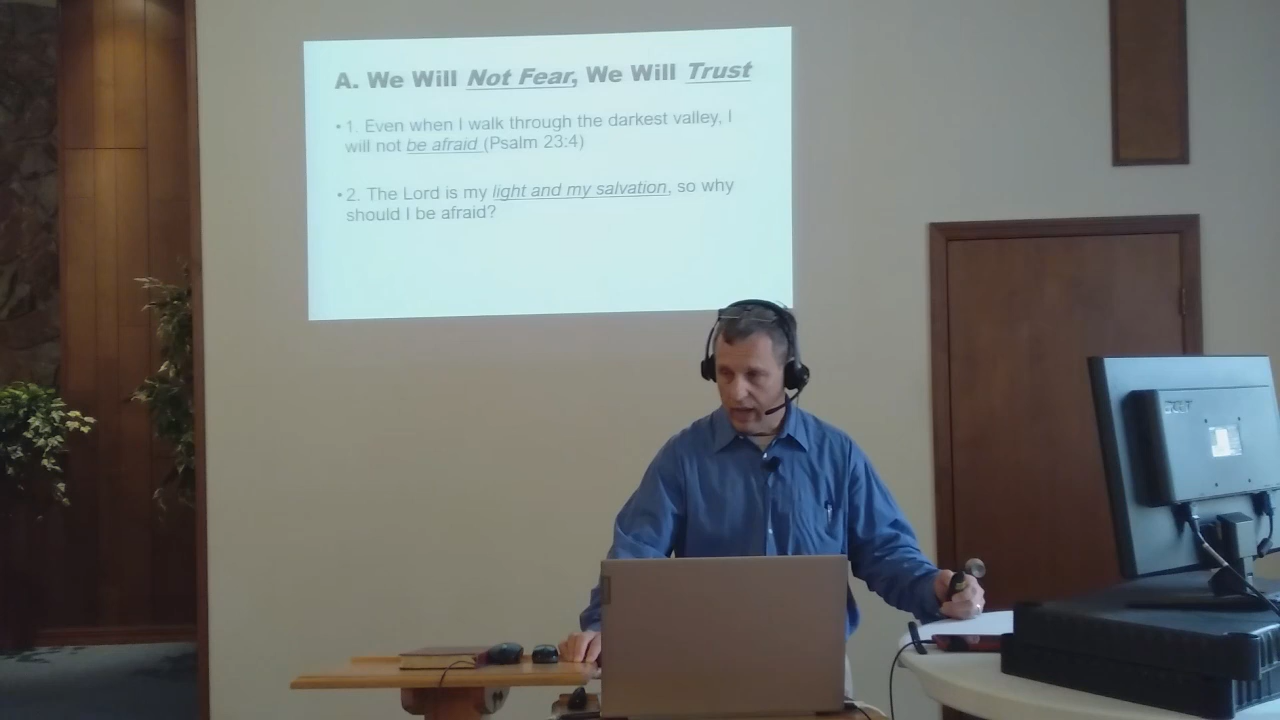 A. We Will Not Fear, We Will Trust
• 1. Even when I walk through the darkest valley, I
will not be afraid (Psalm 23:4)
• 2. The Lord is my light and my salvation, so why
should I be afraid?